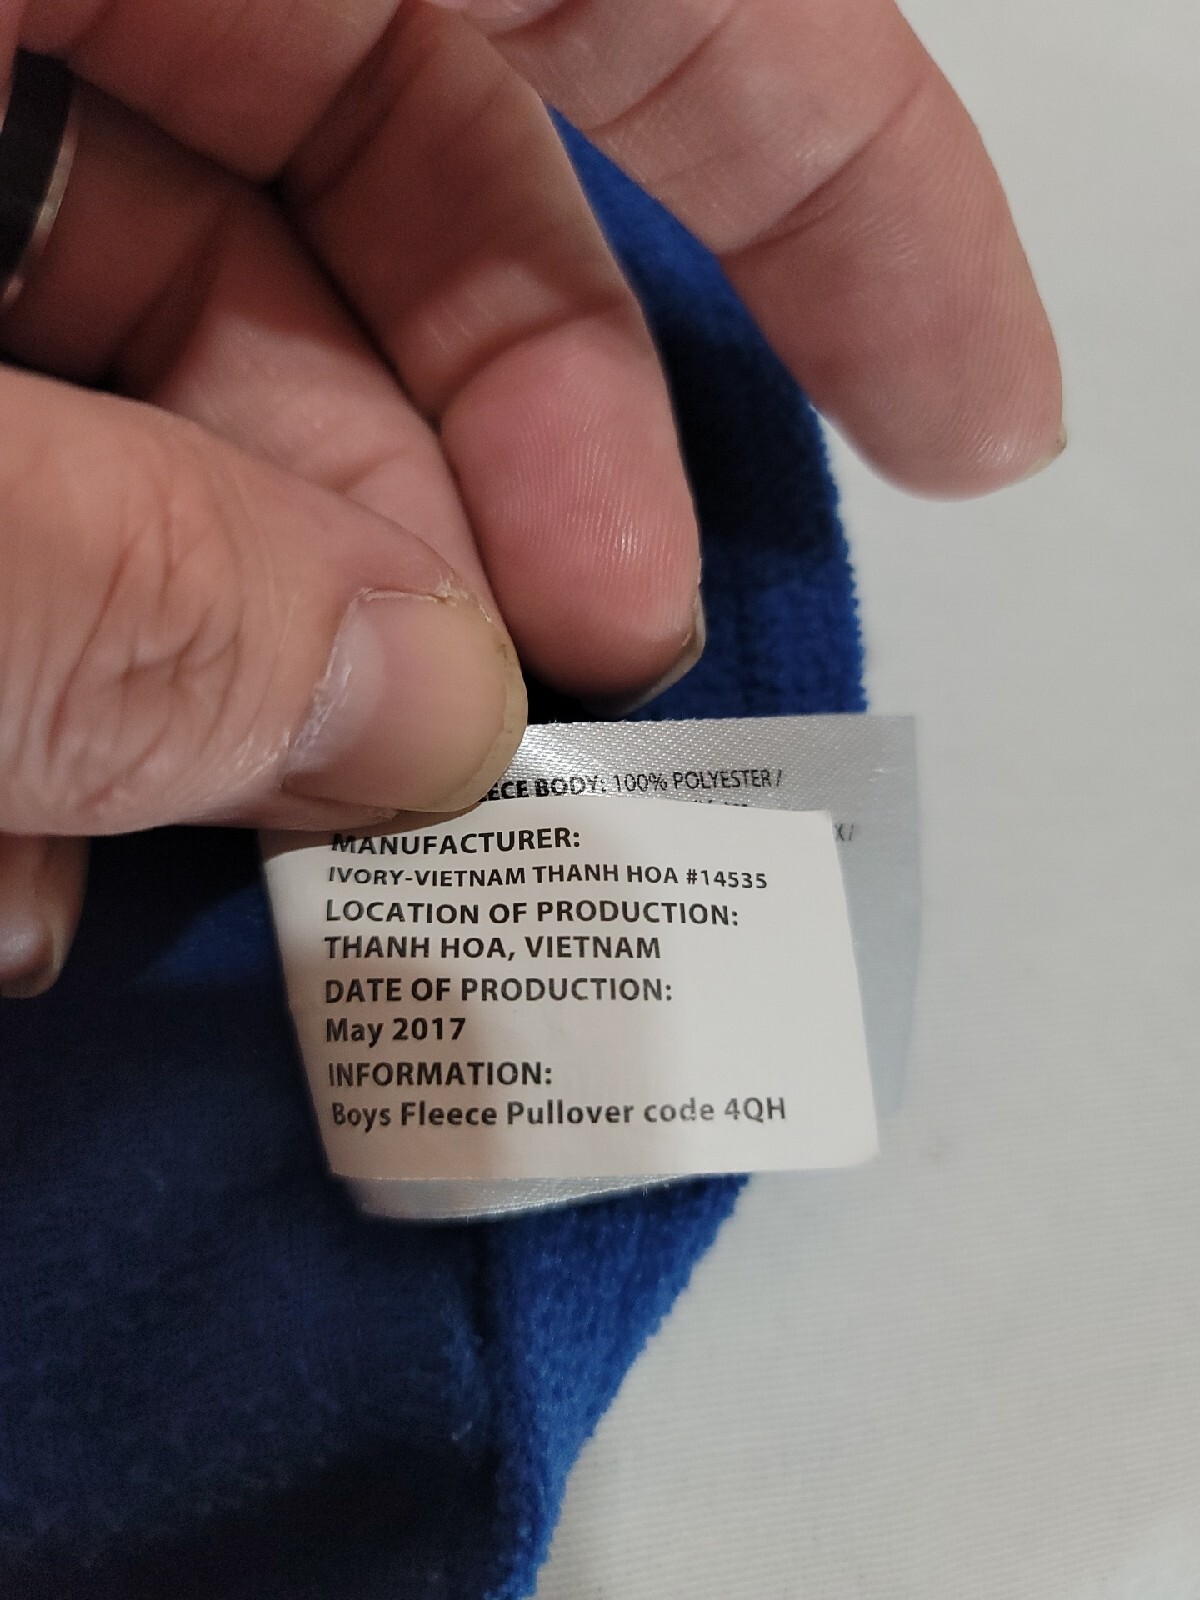 BODY: 100% POLYESTER /
X /
MANUFACTURER:
IVORY-VIETNAM THANH HOA #14535
LOCATION OF PRODUCTION:
THANH HOA, VIETNAM
DATE OF PRODUCTION:
May 2017
INFORMATION:
Boys Fleece Pullover code 4QH